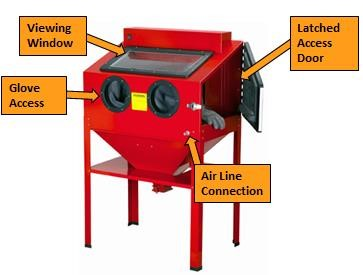 Viewing
Window
Latched
Access
Door
Glove
Access
Air Line
Connection